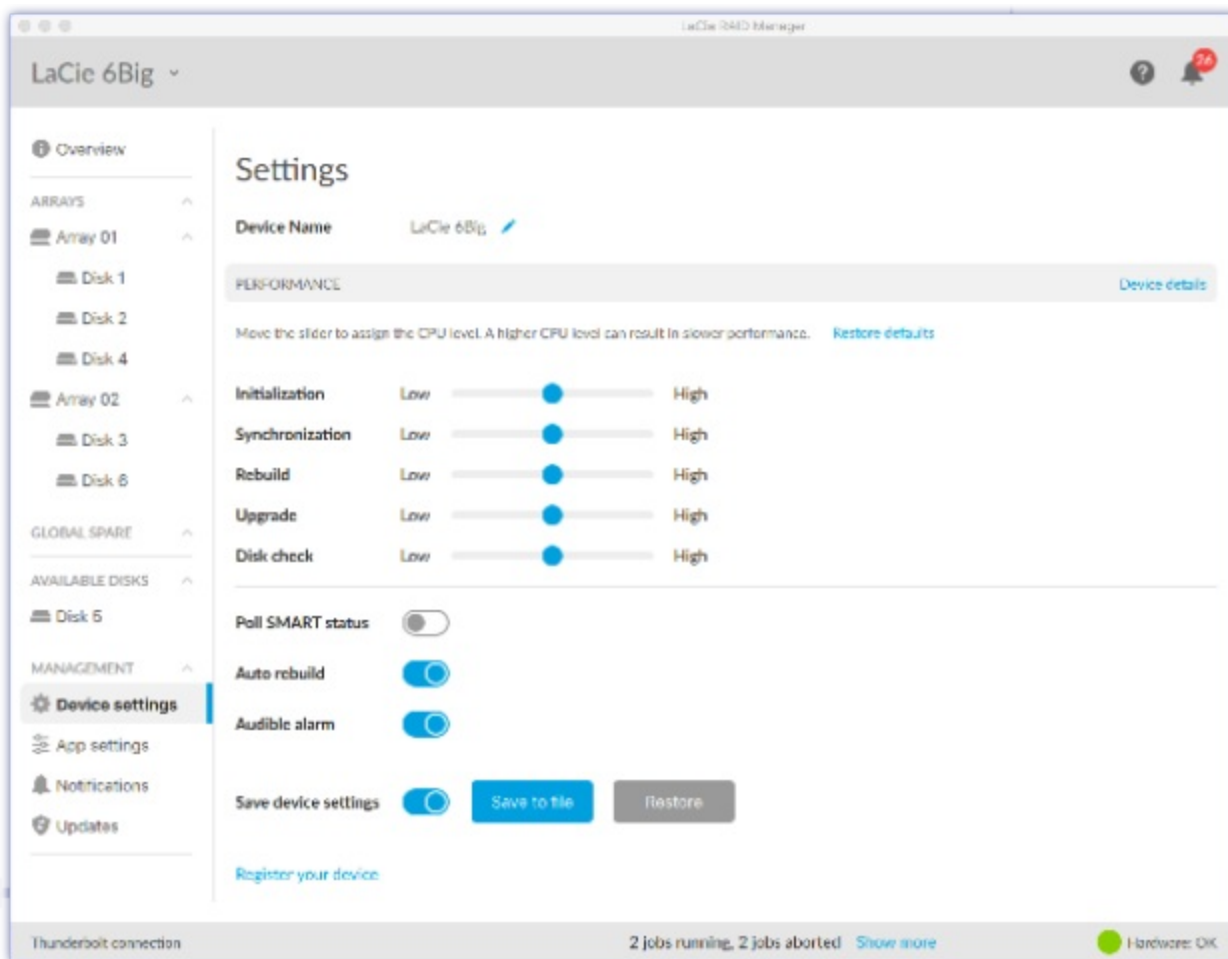 LaCie RAID Manager
LaCie 6Big
26
Overview
ARRAYS
Array 01
Disk 1
Disk 2
Disk 4
Array 02
Disk 3
Disk 6
GLOBAL SPARE
AVAILABLE DISKS
Disk 5
MANAGEMENT
Device settings
App settings
Notifications
Updates
Settings
Device Name LaCie 6Big
PERFORMANCE Device details
Move the slider to assign the CPU level. A higher CPU level can result in slower performance. Restore defaults
Initialization Low High
Synchronization Low High
Rebuild Low High
Upgrade Low High
Disk check Low High
Poll SMART status
Auto rebuild
Audible alarm
Save device settings Save to file Restore
Register your device
Thunderbolt connection 2 jobs running, 2 jobs aborted Show more Hardware: OK